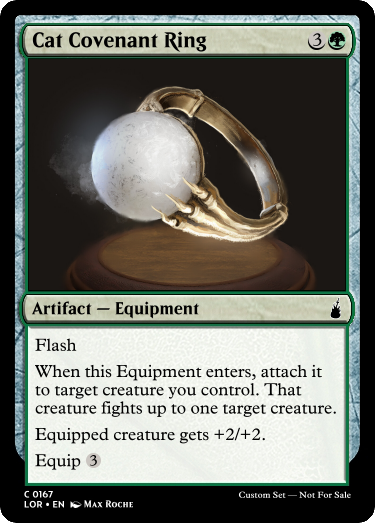 Cat Covenant Ring 3
Artifact — Equipment
Flash
When this Equipment enters, attach it
to target creature you control. That
creature fights up to one target creature.
Equipped creature gets +2/+2.
Equip 3
C 0167
LOR • EN Max Roche
Custom Set — Not For Sale